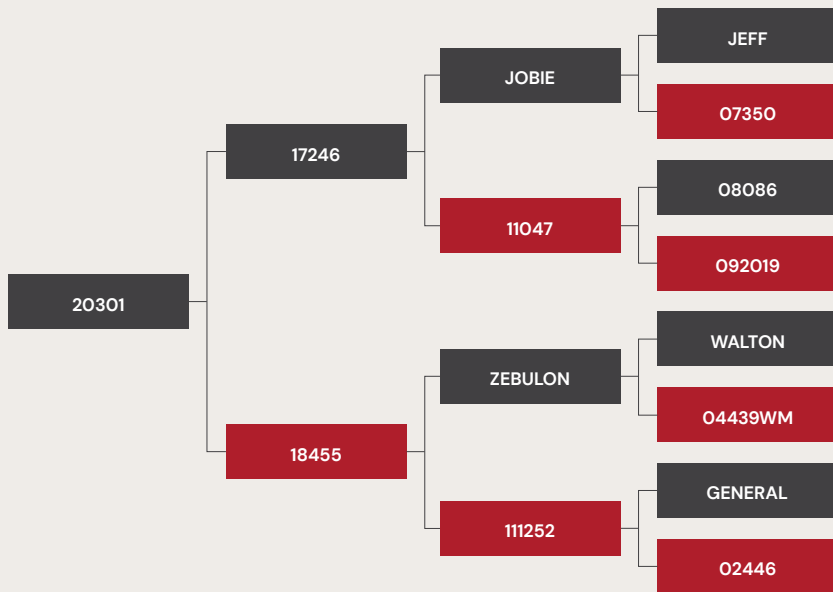 JEFF
JOBIE
07350
17246
08086
11047
092019
20301
WALTON
ZEBULON
04439WM
18455
GENERAL
111252
02446